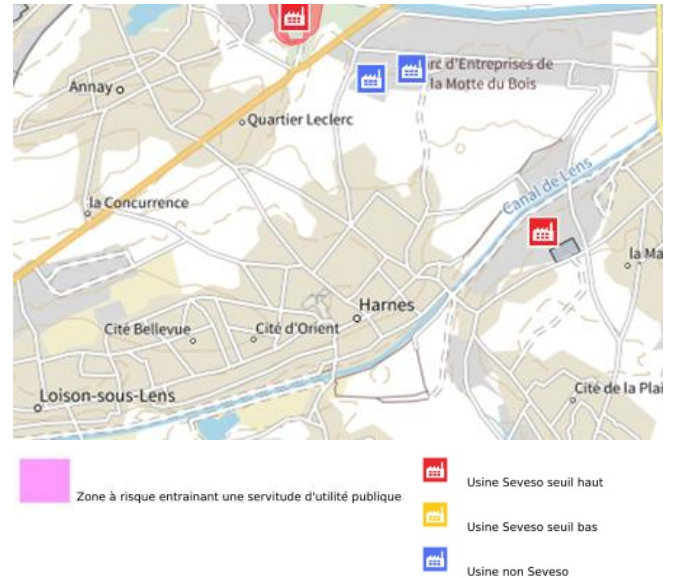 rc d'Entreprises de
la Motte du Bois
Annay
Quartier Leclerc
la Concurrence
Canal de Lens
la Ma
Harnes
Cité Bellevue
Cité d'Orient
Cité de la Plai
Loison-sous-Lens
Zone à risque entrainant une servitude d'utilité publique
Usine Seveso seuil haut
Usine Seveso seuil bas
Usine non Seveso